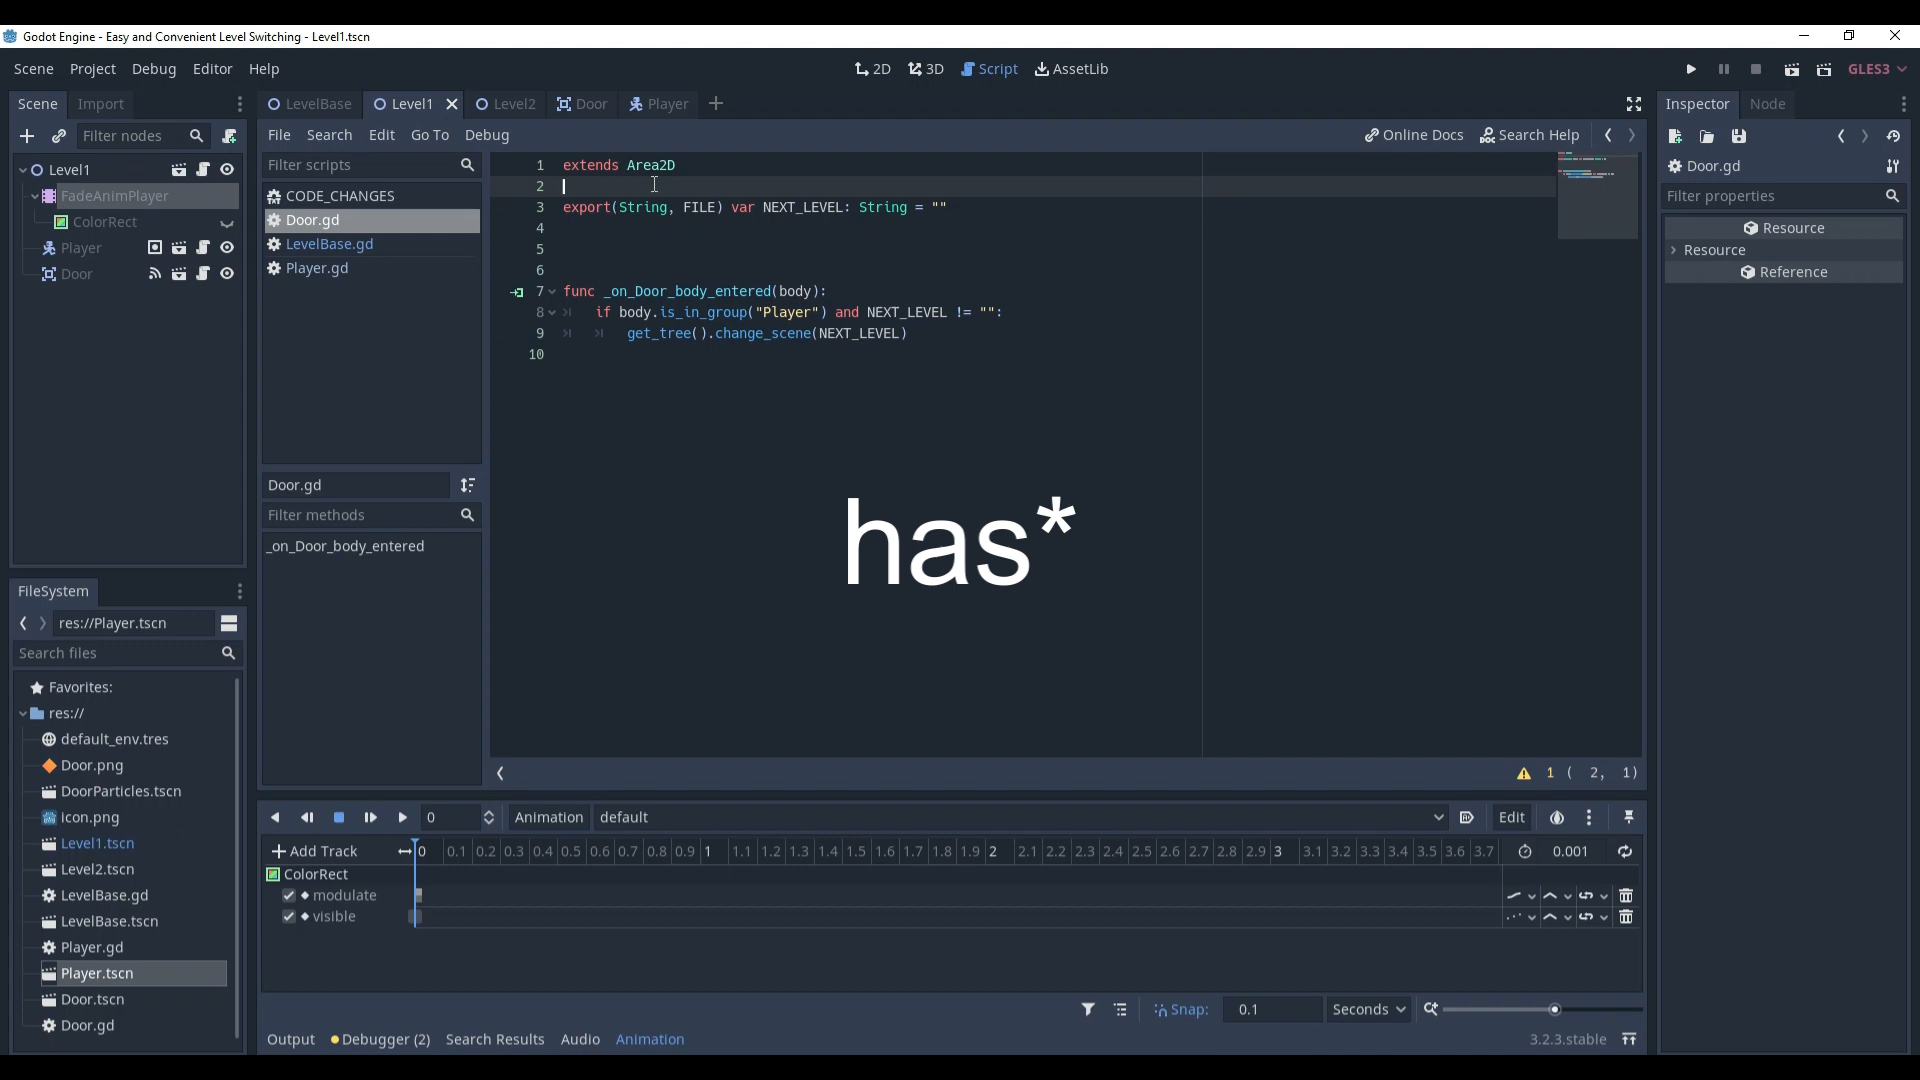 Godot Engine - Easy and Convenient Level Switching - Level1.tscn
Scene Project Debug Editor Help
2D 3D Script AssetLib
GLES3
Scene Import
Filter nodes
Level1
FadeAnimPlayer
ColorRect
Player
Door
LevelBase Level1 Level2 Door Player
File Search Edit Go To Debug
Online Docs Search Help
Filter scripts
CODE_CHANGES
Door.gd
LevelBase.gd
Player.gd
Door.gd
Filter methods
_on_Door_body_entered
1 extends Area2D
2
3 export(String, FILE) var NEXT_LEVEL: String = ""
4
5
6
7 func _on_Door_body_entered(body):
8 if body.is_in_group("Player") and NEXT_LEVEL != "":
9 get_tree().change_scene(NEXT_LEVEL)
10
has*
1 ( 2, 1)
Inspector Node
Door.gd
Filter properties
Resource
Resource
Reference
FileSystem
res://Player.tscn
Search files
Favorites:
res://
default_env.tres
Door.png
DoorParticles.tscn
icon.png
Level1.tscn
Level2.tscn
LevelBase.gd
LevelBase.tscn
Player.gd
Player.tscn
Door.tscn
Door.gd
0 Animation default Edit
Add Track 0 0.1 0.2 0.3 0.4 0.5 0.6 0.7 0.8 0.9 1 1.1 1.2 1.3 1.4 1.5 1.6 1.7 1.8 1.9 2 2.1 2.2 2.3 2.4 2.5 2.6 2.7 2.8 2.9 3 3.1 3.2 3.3 3.4 3.5 3.6 3.7 0.001
ColorRect
modulate
visible
Snap: 0.1 Seconds
Output Debugger (2) Search Results Audio Animation 3.2.3.stable